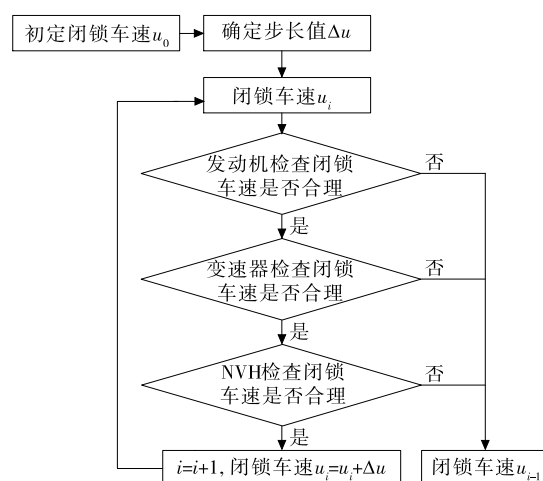 初定闭锁车速u₀
确定步长值Δu
闭锁车速uᵢ
发动机检查闭锁
车速是否合理
否
是
变速器检查闭锁
车速是否合理
否
是
NVH检查闭锁
车速是否合理
否
是
i=i+1, 闭锁车速uᵢ=uᵢ+Δu
闭锁车速uᵢ₋₁